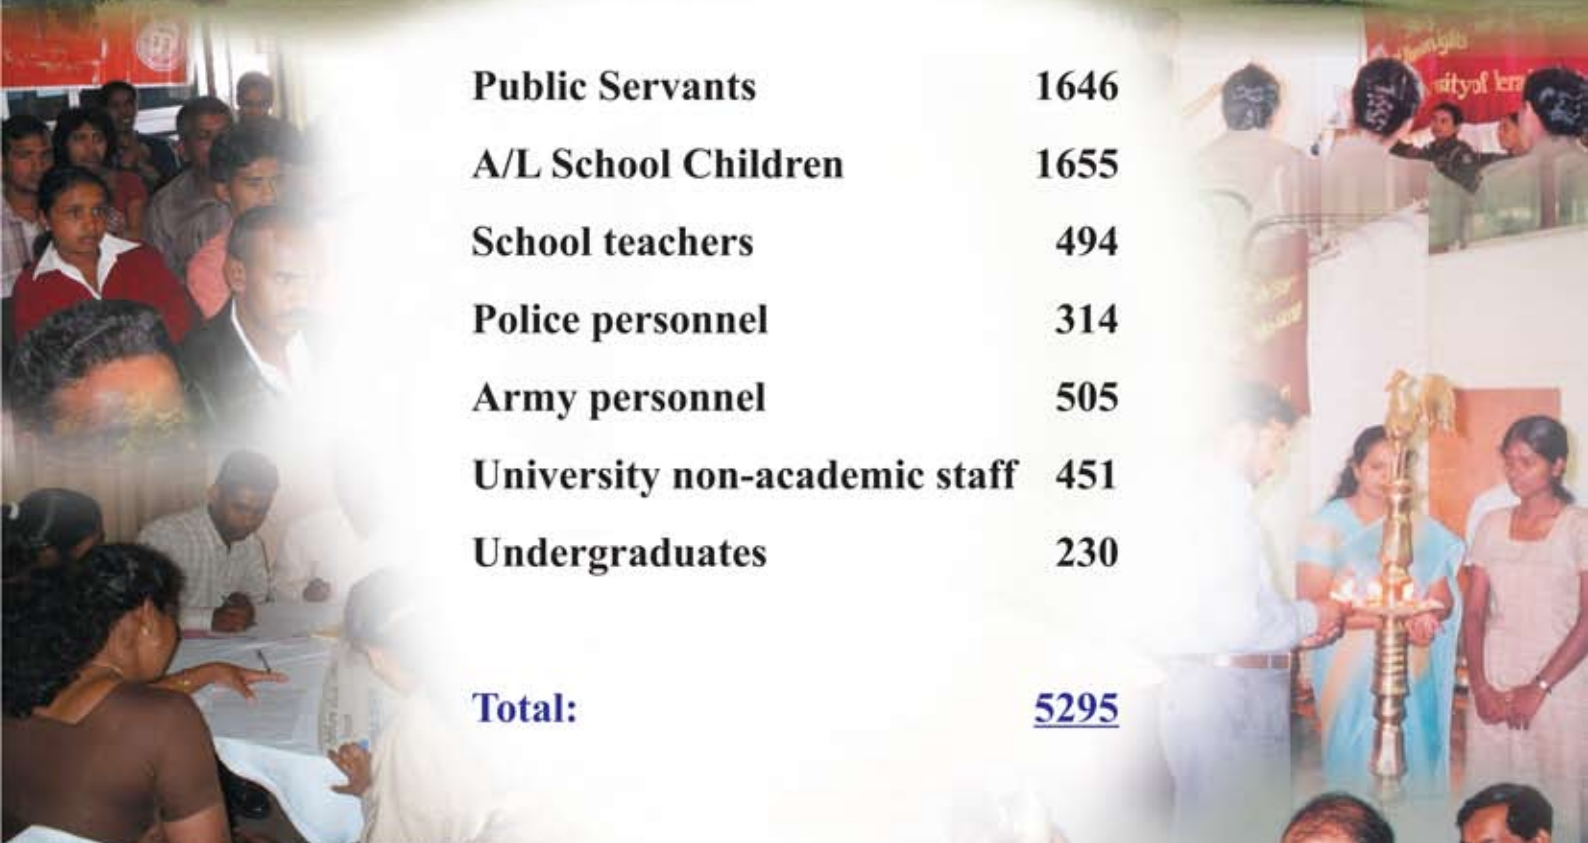 Public Servants 1646
A/L School Children 1655
School teachers 494
Police personnel 314
Army personnel 505
University non-academic staff 451
Undergraduates 230
Total: 5295